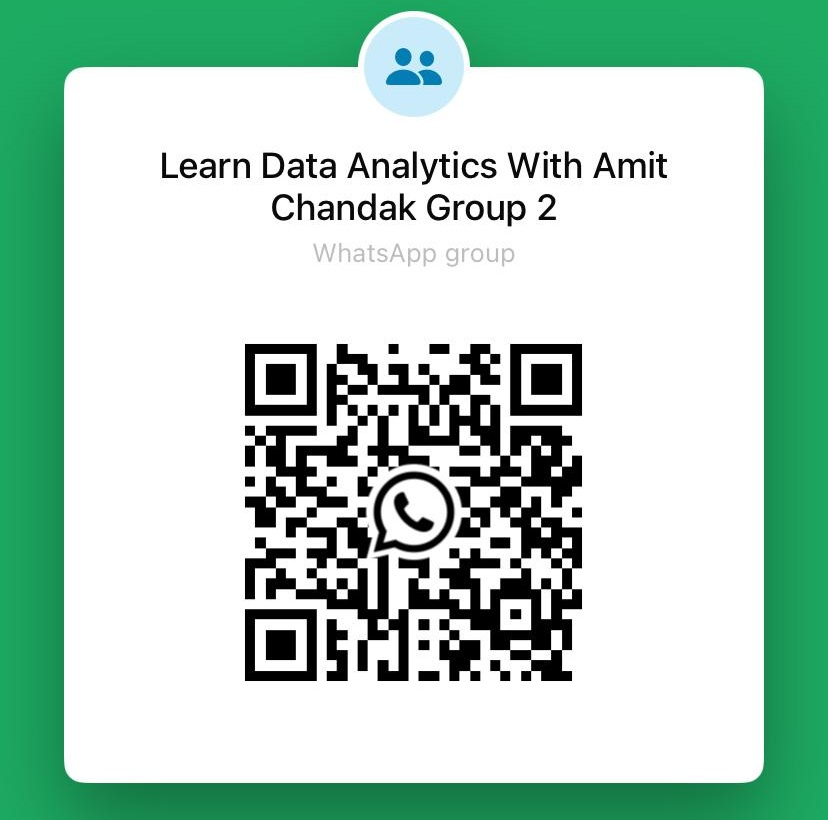 Learn Data Analytics With Amit
Chandak Group 2
WhatsApp group